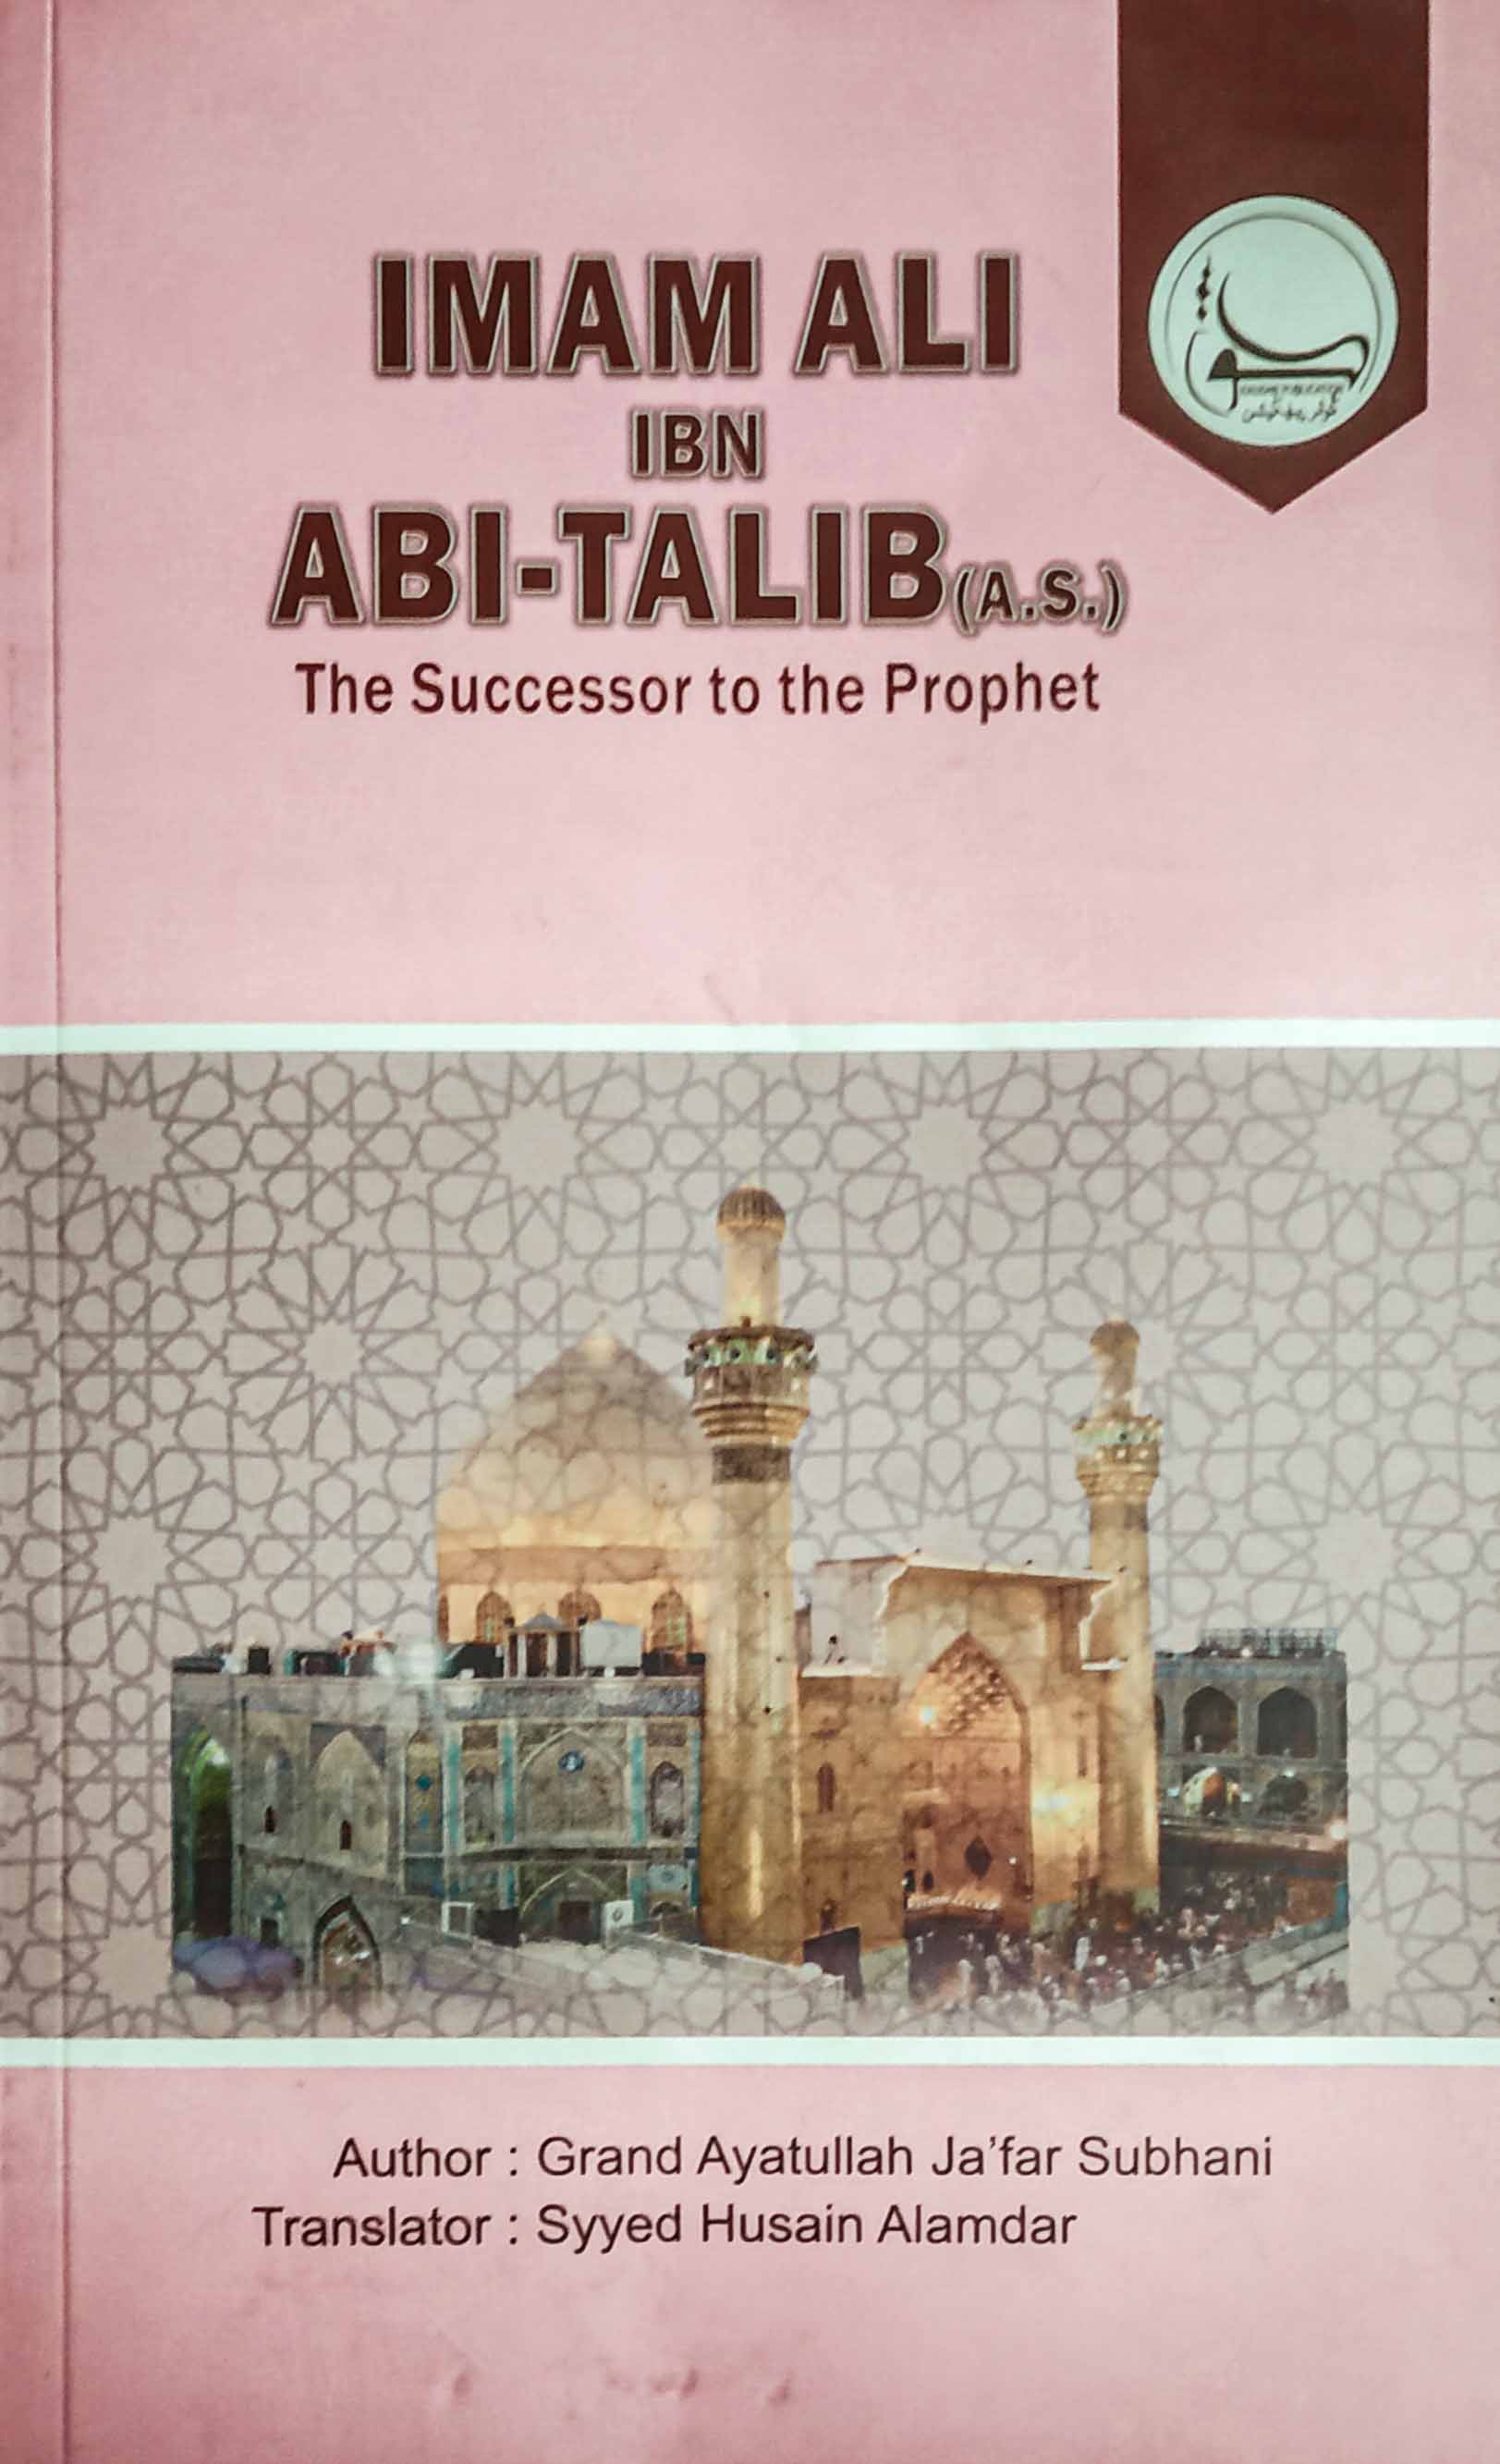 IMAM ALI
IBN
ABI-TALIB (A.S.)
The Successor to the Prophet
Author : Grand Ayatullah Ja'far Subhani
Translator : Syyed Husain Alamdar